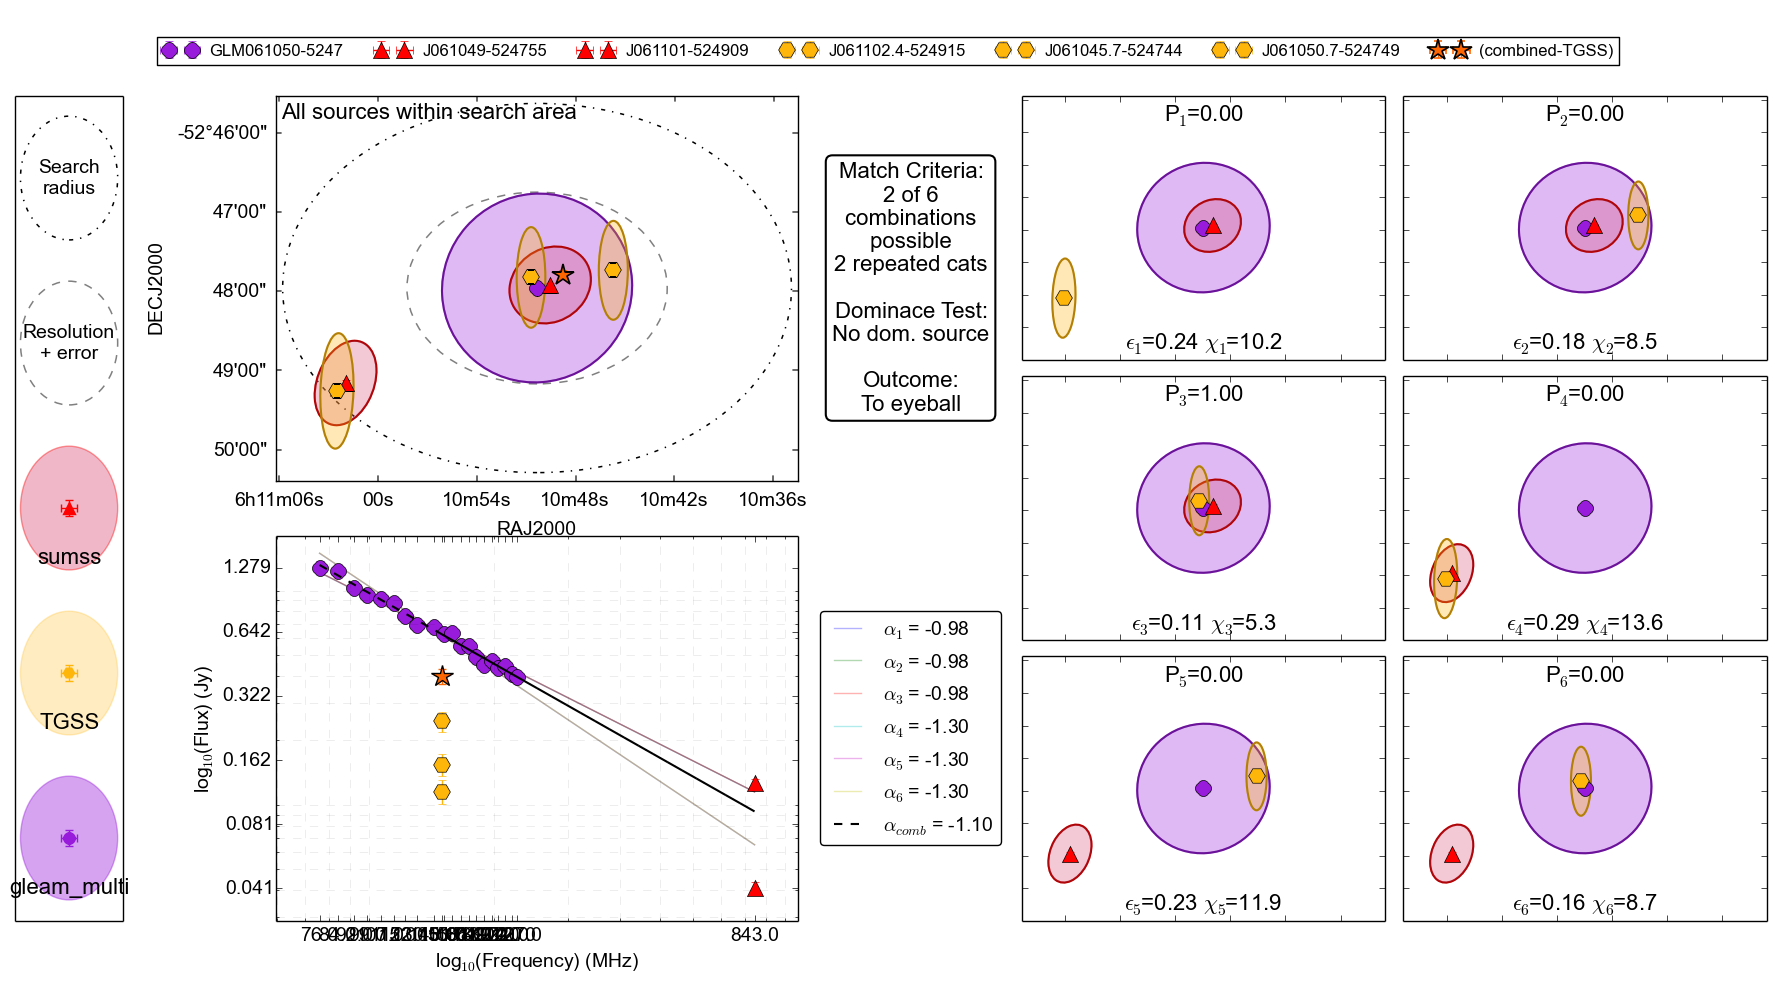 GLM061050-5247 J061049-524755 J061101-524909 J061102.4-524915 J061045.7-524744 J061050.7-524749 (combined-TGSS)
Search
radius
Resolution
+ error
sumss
TGSS
gleam_multi
All sources within search area
-52°46'00"
47'00"
48'00"
49'00"
50'00"
DECJ2000
6h11m06s 00s 10m54s 10m48s 10m42s 10m36s
RAJ2000
Match Criteria:
2 of 6
combinations
possible
2 repeated cats
Dominace Test:
No dom. source
Outcome:
To eyeball
1.279
0.642
0.322
0.162
0.081
0.041
log₁₀(Flux) (Jy)
843.0
log₁₀(Frequency) (MHz)
α₁ = -0.98
α₂ = -0.98
α₃ = -0.98
α₄ = -1.30
α₅ = -1.30
α₆ = -1.30
α_comb = -1.10
P₁=0.00
ϵ₁=0.24 χ₁=10.2
P₂=0.00
ϵ₂=0.18 χ₂=8.5
P₃=1.00
ϵ₃=0.11 χ₃=5.3
P₄=0.00
ϵ₄=0.29 χ₄=13.6
P₅=0.00
ϵ₅=0.23 χ₅=11.9
P₆=0.00
ϵ₆=0.16 χ₆=8.7